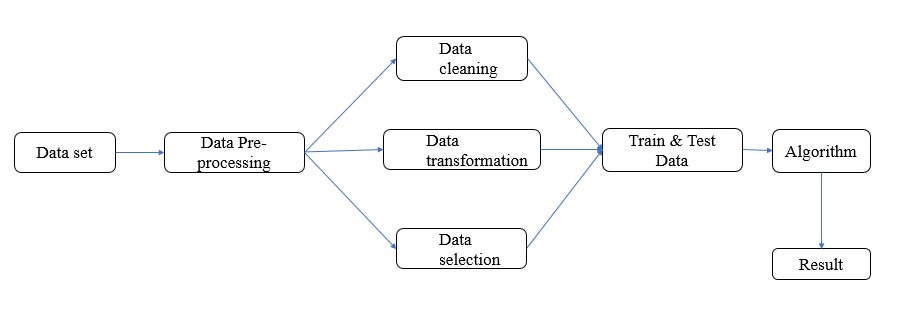 Data set
Data Pre-
processing
Data
cleaning
Data
transformation
Data
selection
Train & Test
Data
Algorithm
Result